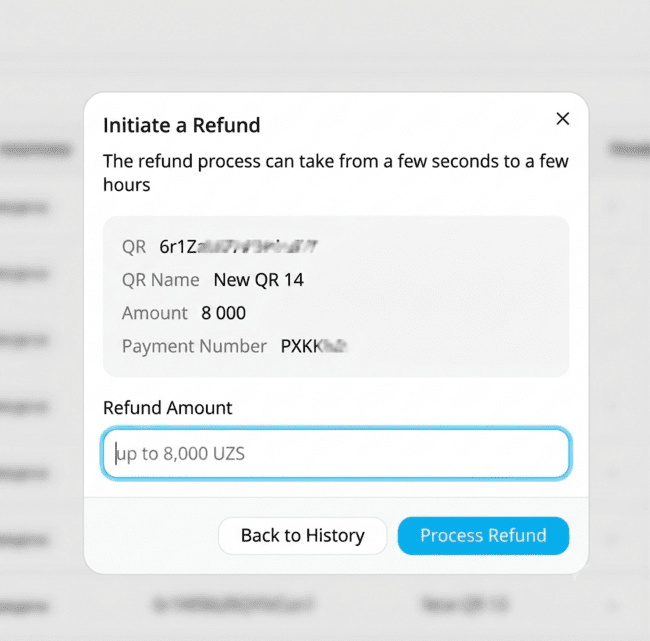 Initiate a Refund
The refund process can take from a few seconds to a few
hours
QR 6r1Z
QR Name New QR 14
Amount 8 000
Payment Number PXKK
Refund Amount
up to 8,000 UZS
Back to History Process Refund